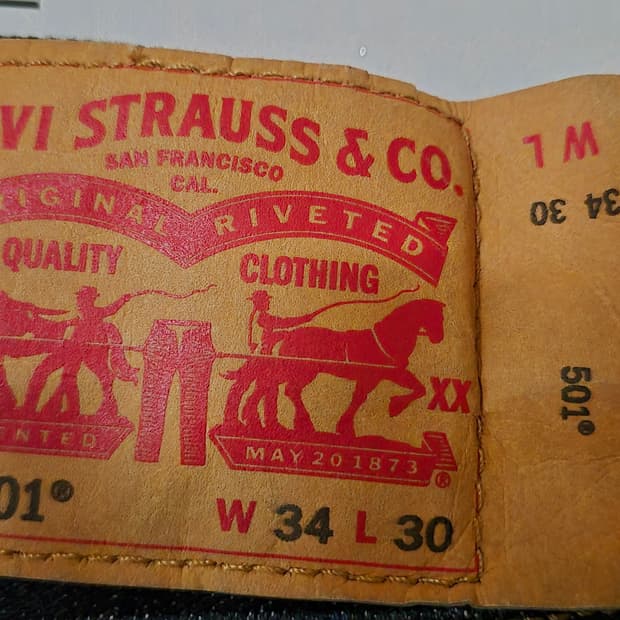 VI STRAUSS & CO.
SAN FRANCISCO
CAL.
RIGINAL RIVETED
QUALITY CLOTHING
XX
ENTED
MAY 20 1873 ®
01® W 34 L 30
W L
34 30
501®